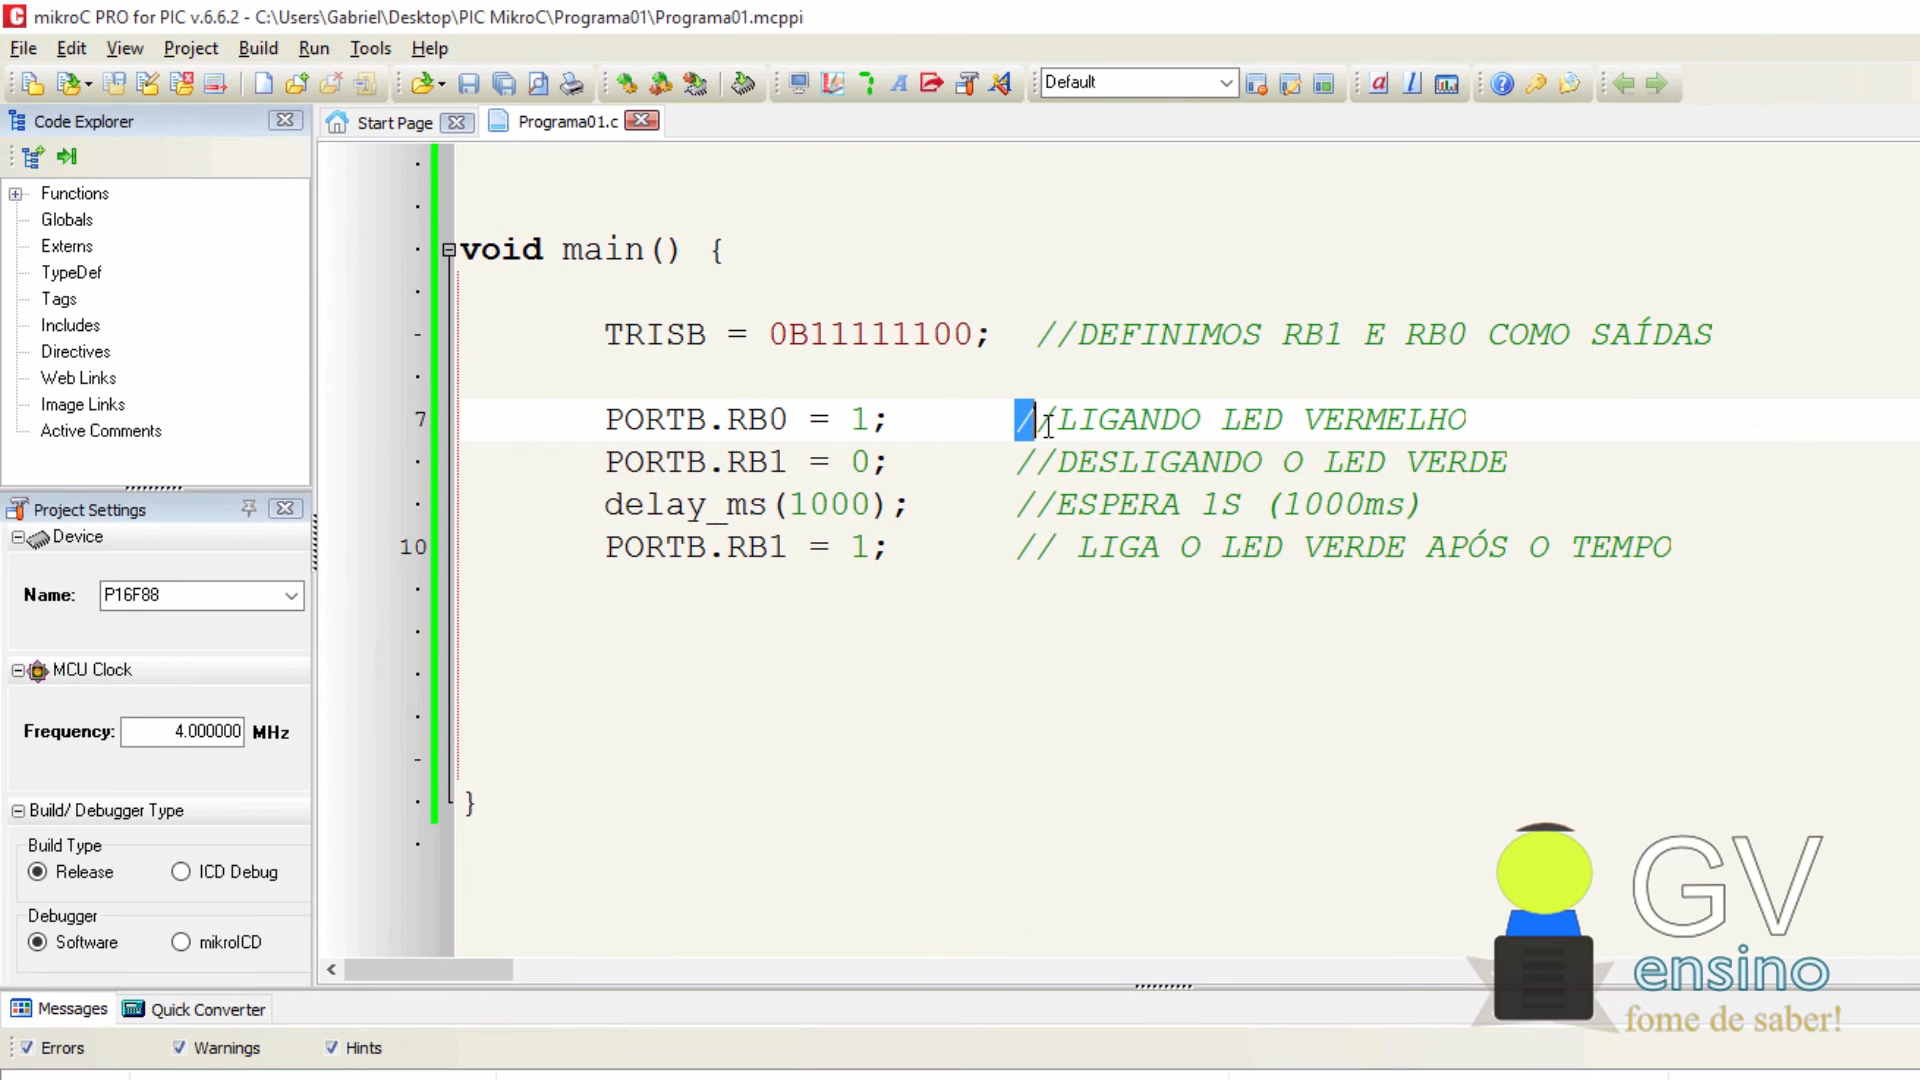 mikroC PRO for PIC v.6.6.2 - C:\Users\Gabriel\Desktop\PIC MikroC\Programa01\Programa01.mcppi
File Edit View Project Build Run Tools Help
Default
Code Explorer
Start Page
Programa01.c
Functions
Globals
Externs
TypeDef
Tags
Includes
Directives
Web Links
Image Links
Active Comments
void main() {
TRISB = 0B11111100; //DEFINIMOS RB1 E RB0 COMO SAÍDAS
7 PORTB.RB0 = 1; //LIGANDO LED VERMELHO
PORTB.RB1 = 0; //DESLIGANDO O LED VERDE
delay_ms(1000); //ESPERA 1S (1000ms)
10 PORTB.RB1 = 1; // LIGA O LED VERDE APÓS O TEMPO
}
Project Settings
Device
Name: P16F88
MCU Clock
Frequency: 4.000000 MHz
Build/ Debugger Type
Build Type
Release ICD Debug
Debugger
Software mikroICD
GV
ensino
fome de saber!
Messages Quick Converter
Errors Warnings Hints